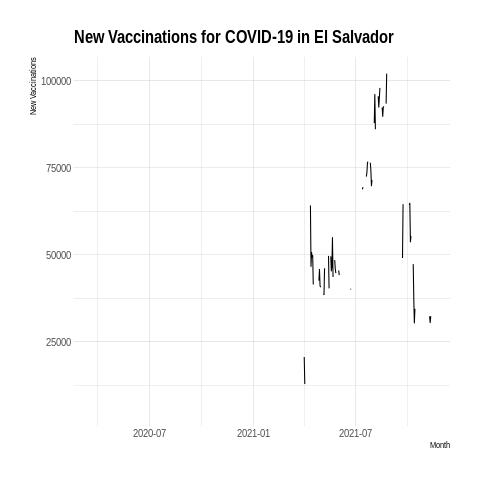 New Vaccinations for COVID-19 in El Salvador
New Vaccinations
100000
75000
50000
25000
2020-07 2021-01 2021-07
Month